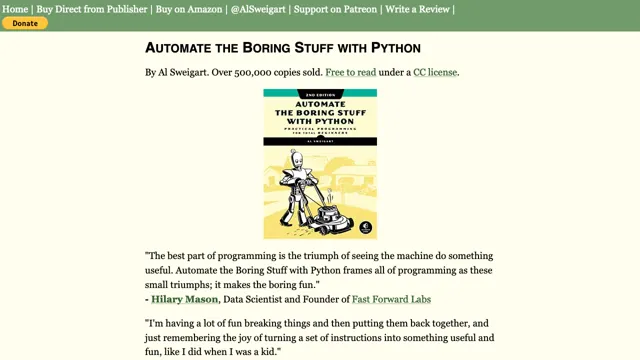 Home | Buy Direct from Publisher | Buy on Amazon | @AlSweigart | Support on Patreon | Write a Review |
Donate
AUTOMATE THE BORING STUFF WITH PYTHON
By Al Sweigart. Over 500,000 copies sold. Free to read under a CC license.
2ND EDITION
AUTOMATE
THE BORING STUFF
WITH PYTHON
PRACTICAL PROGRAMMING
FOR TOTAL BEGINNERS
AL SWEIGART
"The best part of programming is the triumph of seeing the machine do something
useful. Automate the Boring Stuff with Python frames all of programming as these
small triumphs; it makes the boring fun."
- Hilary Mason, Data Scientist and Founder of Fast Forward Labs
"I'm having a lot of fun breaking things and then putting them back together, and
just remembering the joy of turning a set of instructions into something useful and
fun, like I did when I was a kid."